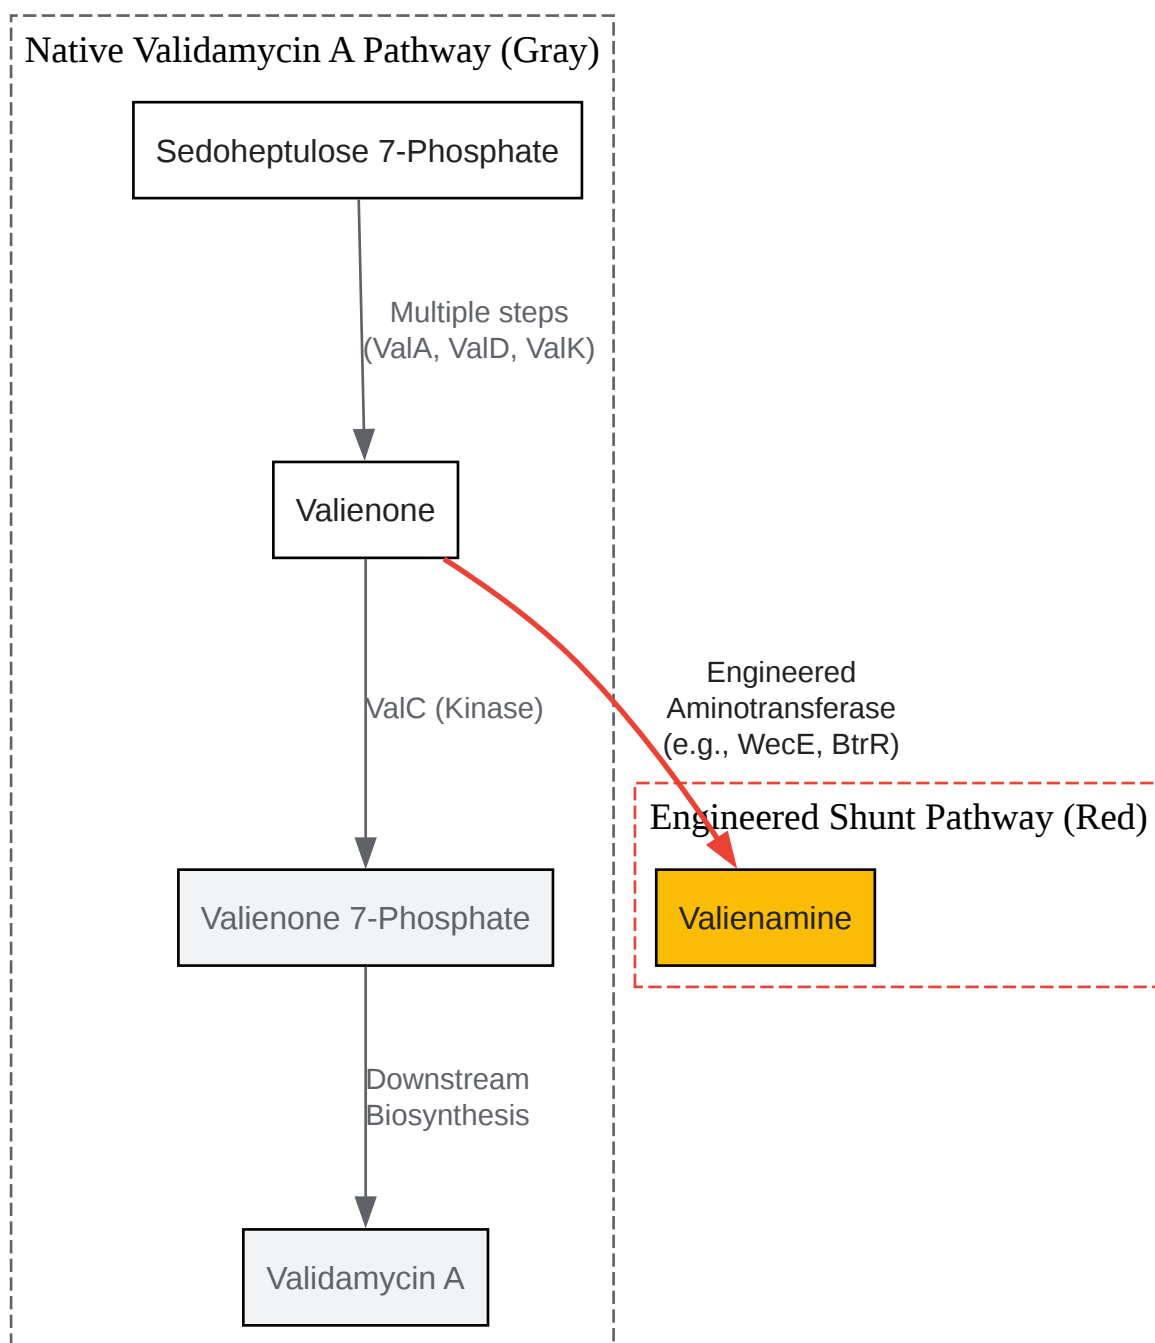 Native Validamycin A Pathway (Gray)
Sedoheptulose 7-Phosphate
Multiple steps
(ValA, ValD, ValK)
Valienone
ValC (Kinase)
Engineered
Aminotransferase
(e.g., WecE, BtrR)
Engineered Shunt Pathway (Red)
Valienone 7-Phosphate
Valienamine
Downstream
Biosynthesis
Validamycin A